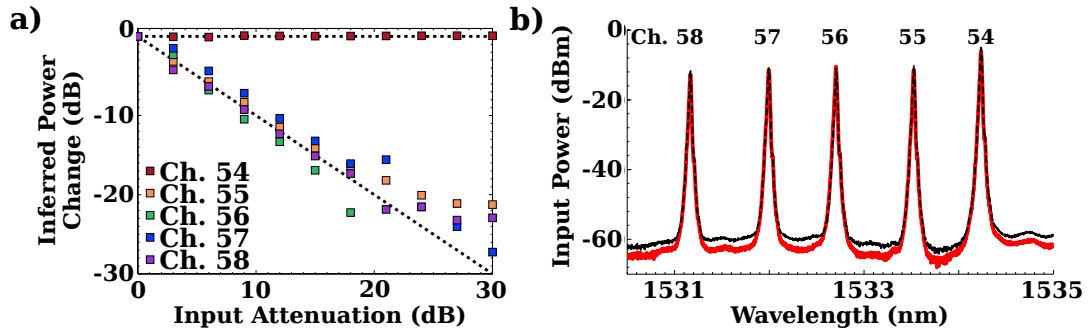 a)
Inferred Power
Change (dB)
0
-10
-20
-30
Ch. 54
Ch. 55
Ch. 56
Ch. 57
Ch. 58
0 10 20 30
Input Attenuation (dB)
b)
Input Power (dBm)
0
-20
-40
-60
Ch. 58 57 56 55 54
1531 1533 1535
Wavelength (nm)